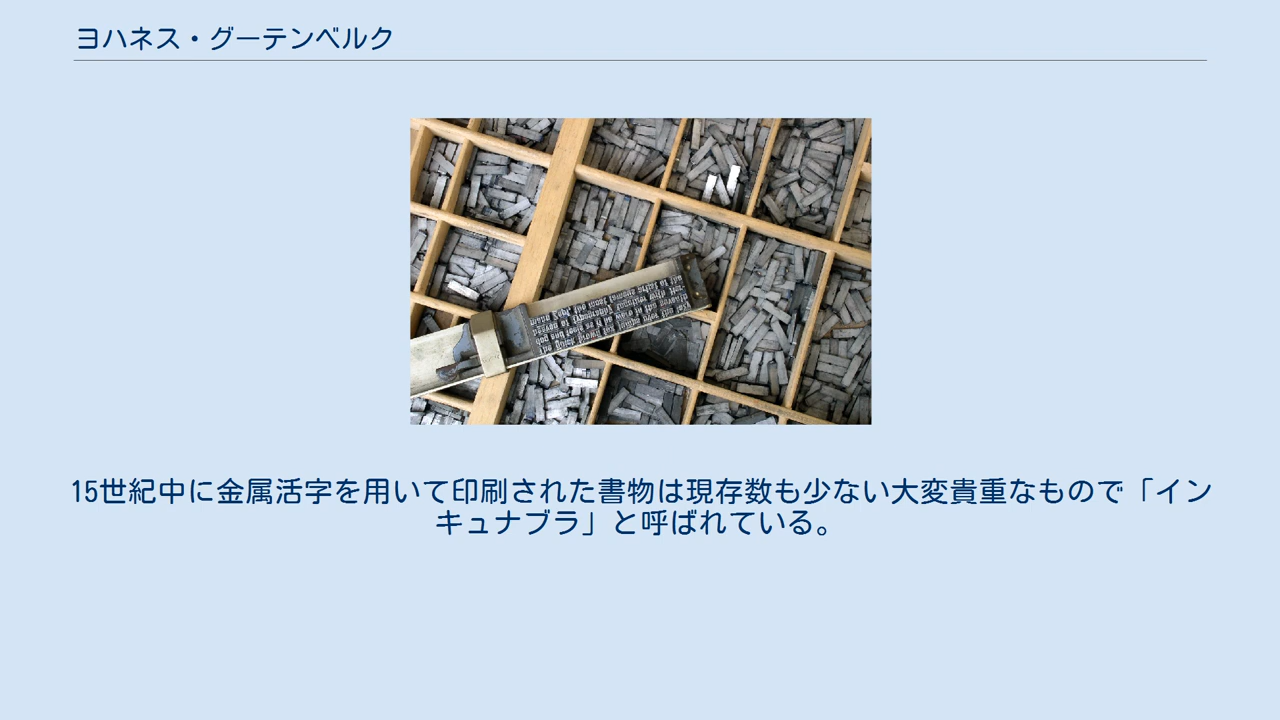 ヨハネス・グーテンベルク
15世紀中に金属活字を用いて印刷された書物は現存数も少ない大変貴重なもので「イン
キュナブラ」と呼ばれている。